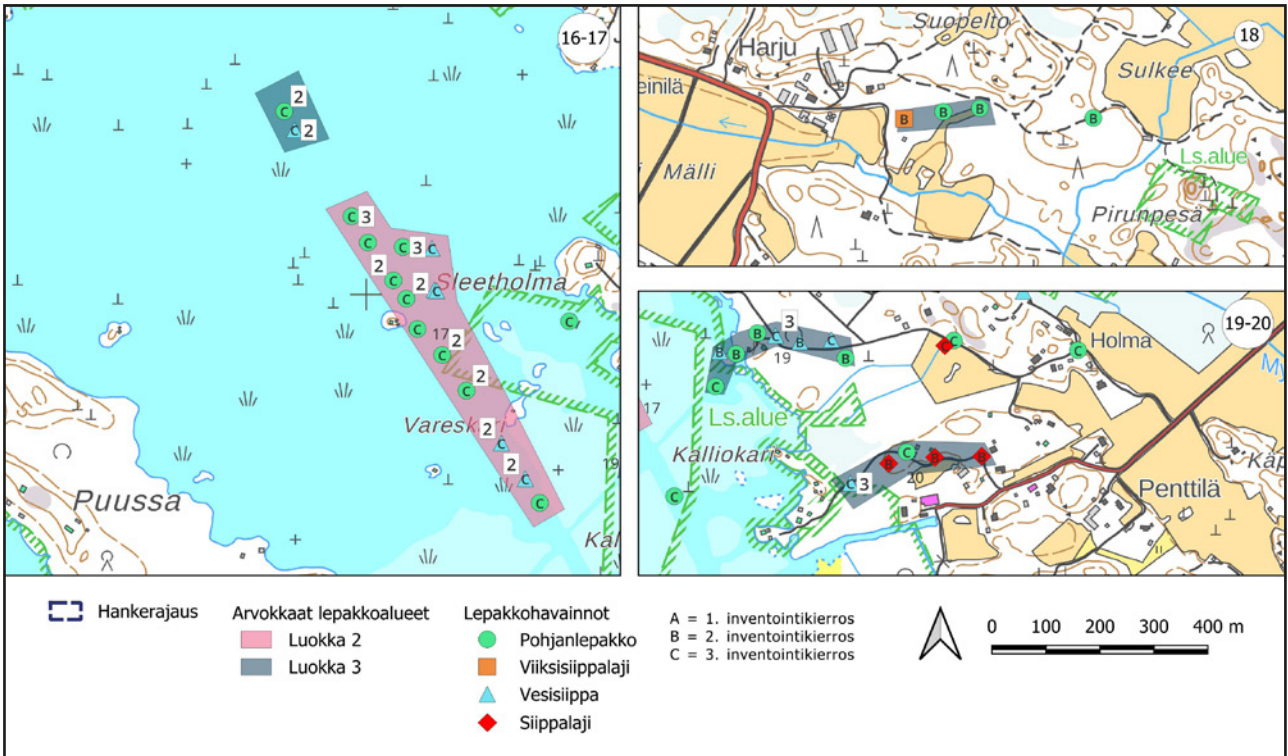 16-17
2
2
3
3
2
2
Sleetholma
17
2
2
Vareskari
2
2
19
Puussa
Kal
Suopelto
18
Harju
Sulkee
einilä
B
B
B
B
Ls.alue
Mälli
Pirunpesä
19-20
3
19
Holma
My
17
Ls.alue
Kalliokari
20
3
Penttilä
Käp
Hankerajaus
Arvokkaat lepakkoalueet
Luokka 2
Luokka 3
Lepakkohavainnot
Pohjanlepakko
Viiksisiippalaji
Vesisiippa
Siippalaji
A = 1. inventointikierros
B = 2. inventointikierros
C = 3. inventointikierros
0 100 200 300 400 m